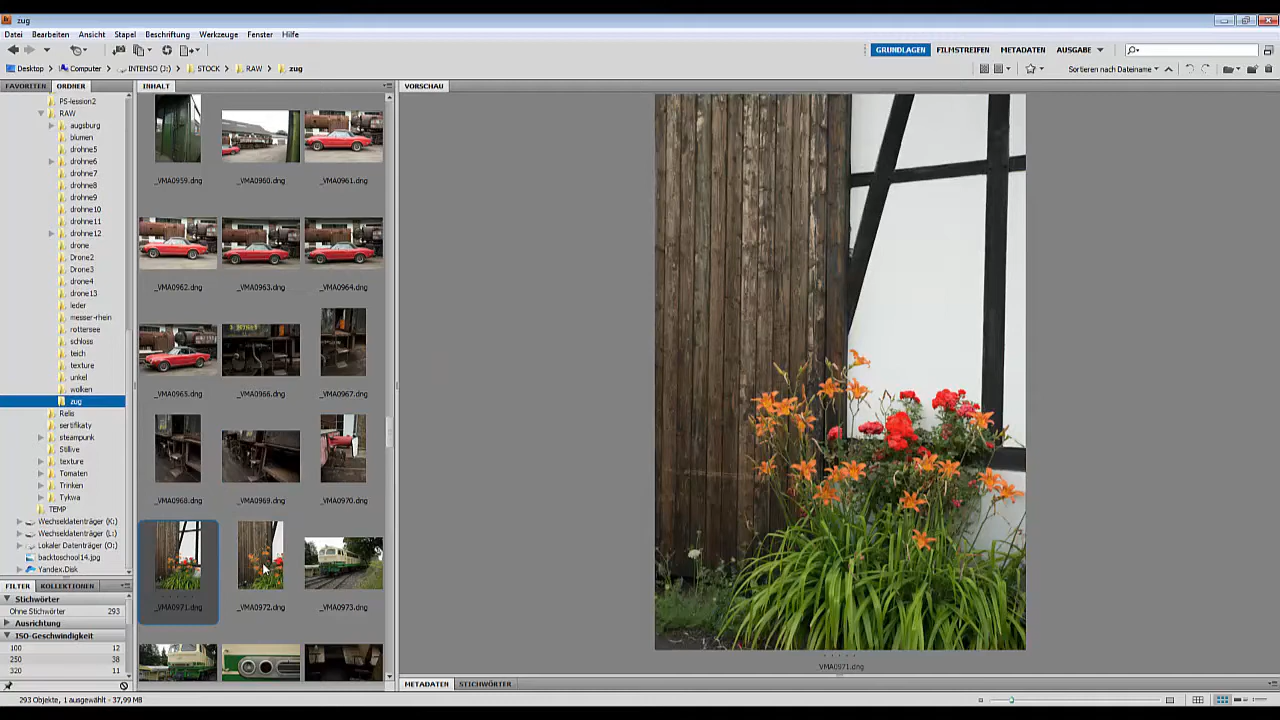 zug
Datei Bearbeiten Ansicht Stapel Beschriftung Werkzeuge Fenster Hilfe
GRUNDLAGEN FILMSTREIFEN METADATEN AUSGABE
Desktop Computer INTENSO (J:) STOCK RAW zug
Sortieren nach Dateiname
FAVORITEN ORDNER
INHALT
VORSCHAU
PS-lession2
RAW
augsburg
blumen
drohne5
drohne6
drohne7
drohne8
drohne9
drohne10
drohne11
drohne12
drone
Drone2
Drone3
drone4
drone13
leder
messer-rhein
rottersee
schloss
teich
texture
unkel
wolken
zug
Relis
sertifikaty
steampunk
Stillive
texture
Tomaten
Trinken
Tykwa
TEMP
Wechseldatenträger (K:)
Wechseldatenträger (L:)
Lokaler Datenträger (O:)
backtoschool14.jpg
Yandex.Disk
FILTER KOLLEKTIONEN
Stichwörter
Ohne Stichwörter 293
Ausrichtung
ISO-Geschwindigkeit
100 12
250 38
320 11
_VMA0959.dng _VMA0960.dng _VMA0961.dng
_VMA0962.dng _VMA0963.dng _VMA0964.dng
_VMA0965.dng _VMA0966.dng _VMA0967.dng
_VMA0968.dng _VMA0969.dng _VMA0970.dng
_VMA0971.dng _VMA0972.dng _VMA0973.dng
_VMA0971.dng
METADATEN STICHWÖRTER
293 Objekte, 1 ausgewählt - 37,99 MB